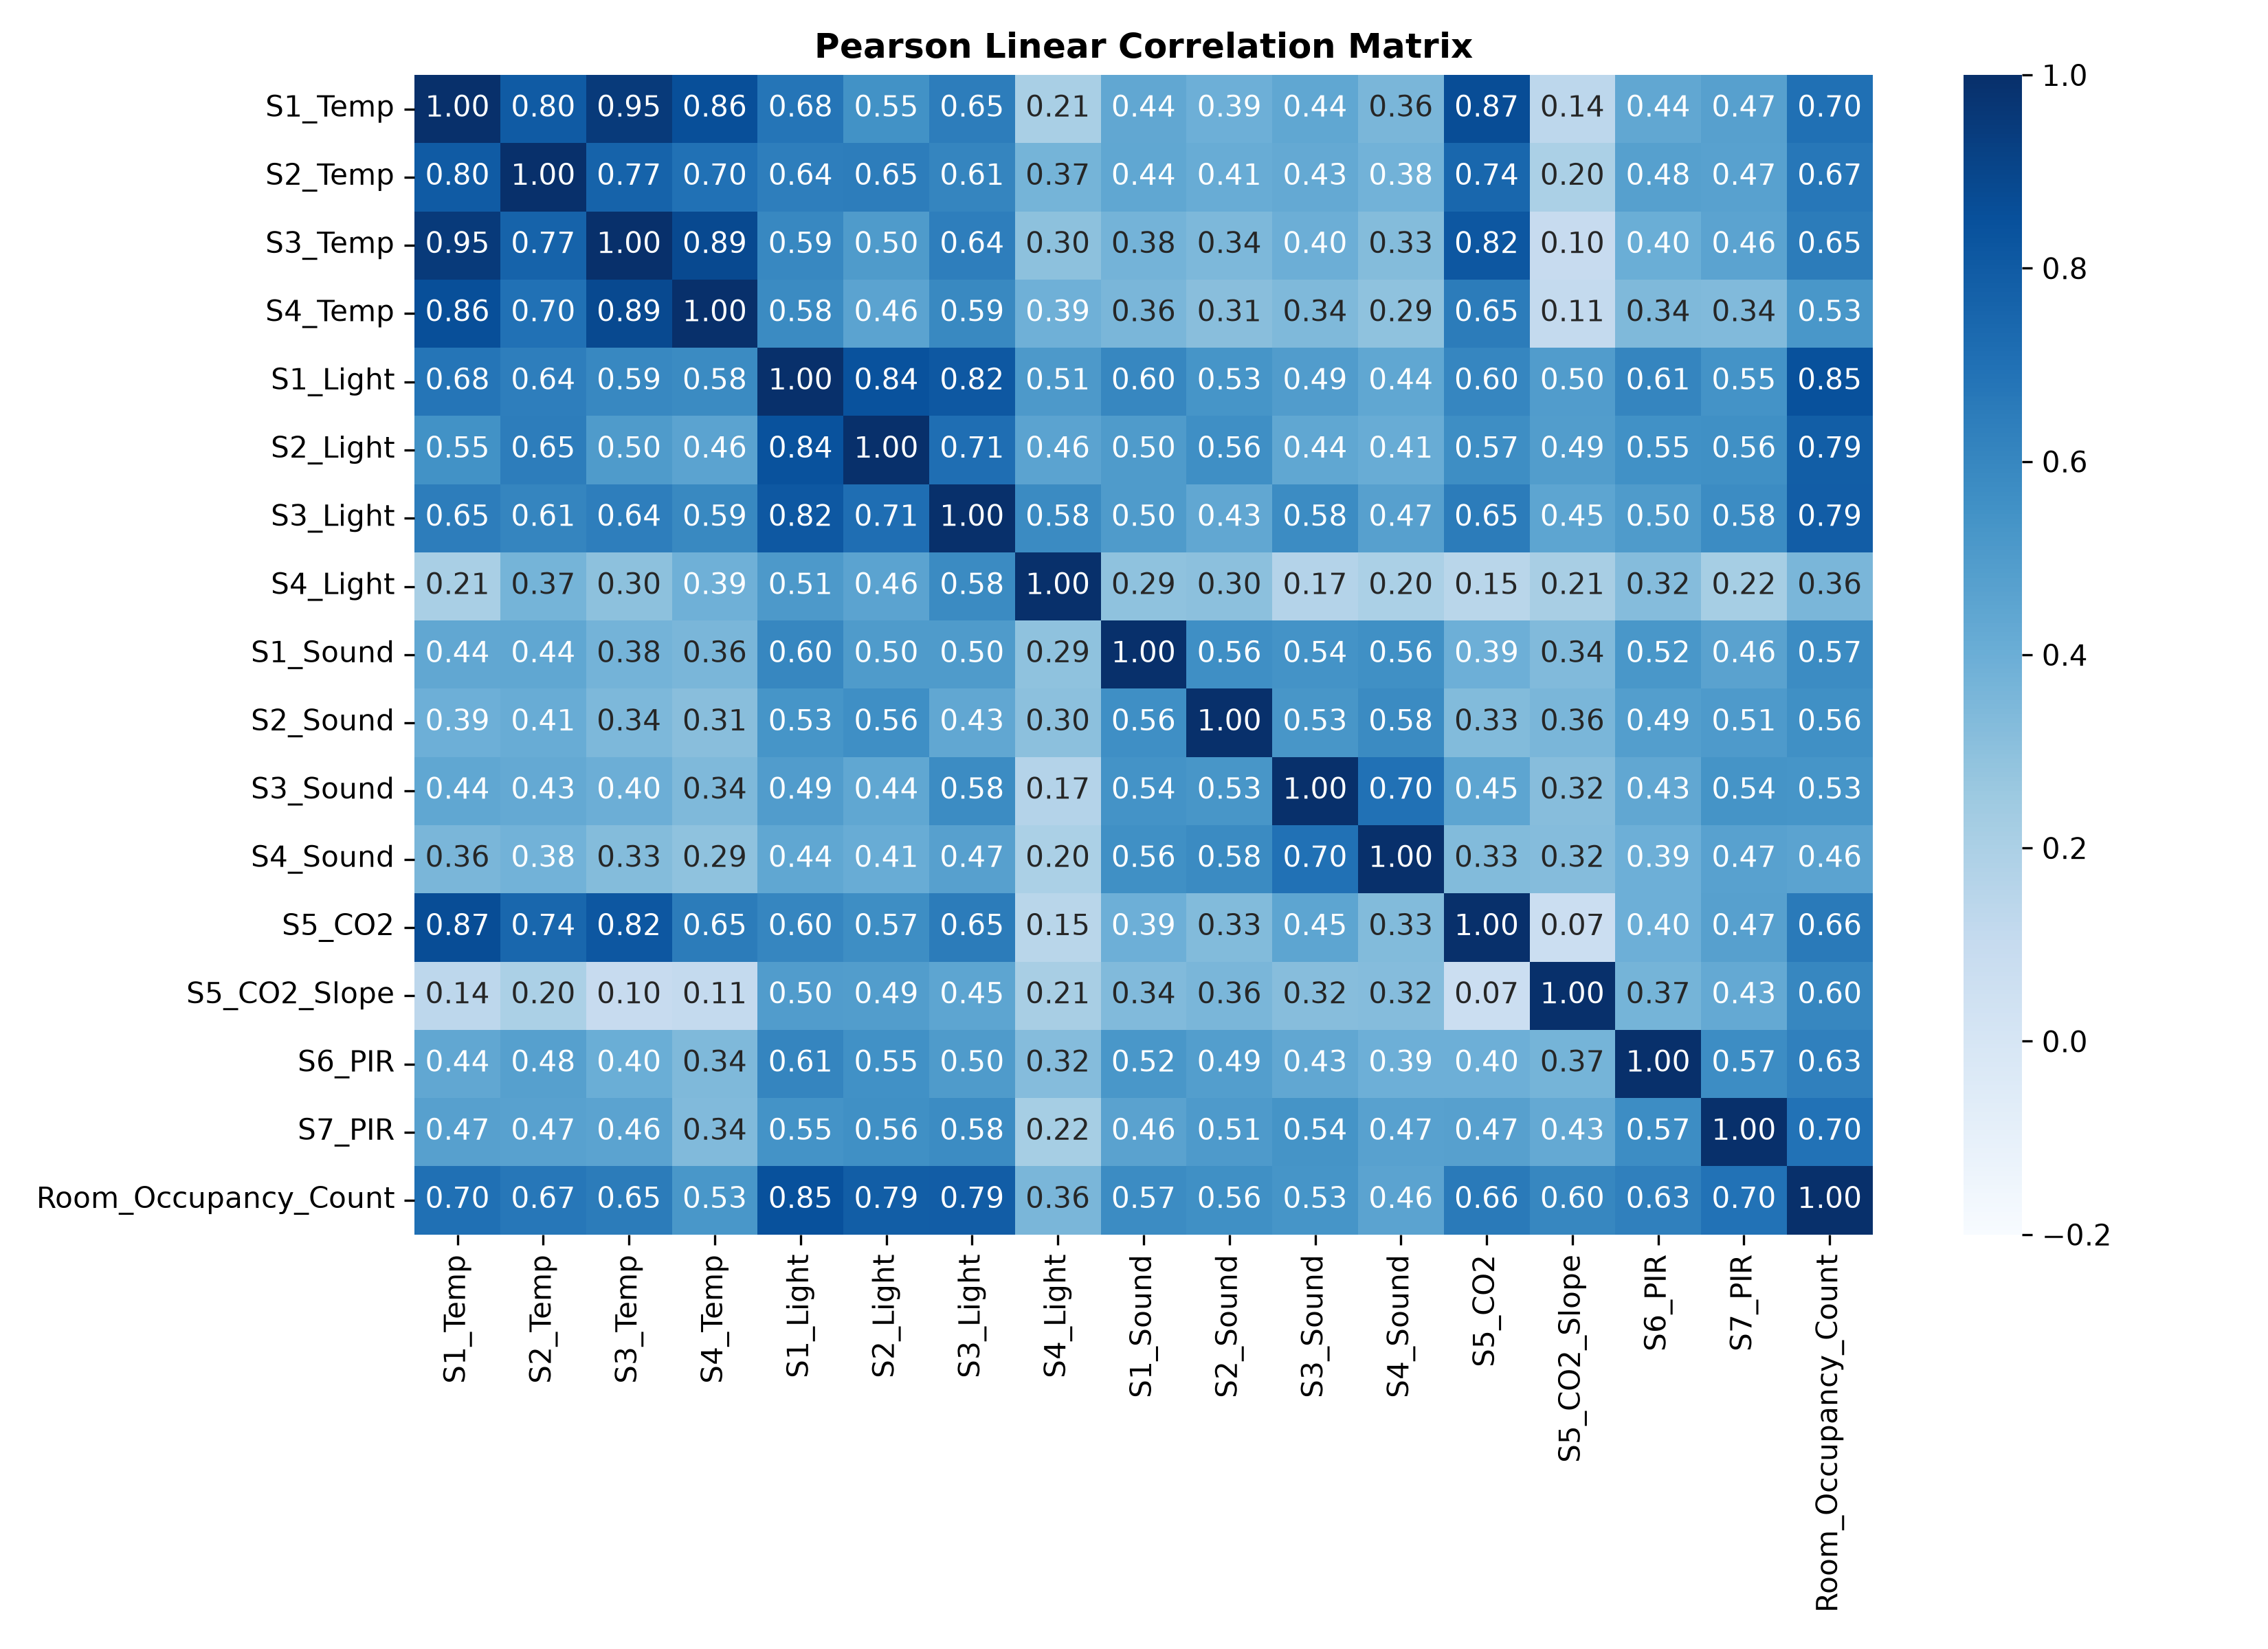 Pearson Linear Correlation Matrix
S1_Temp 1.00 0.80 0.95 0.86 0.68 0.55 0.65 0.21 0.44 0.39 0.44 0.36 0.87 0.14 0.44 0.47 0.70
S2_Temp 0.80 1.00 0.77 0.70 0.64 0.65 0.61 0.37 0.44 0.41 0.43 0.38 0.74 0.20 0.48 0.47 0.67
S3_Temp 0.95 0.77 1.00 0.89 0.59 0.50 0.64 0.30 0.38 0.34 0.40 0.33 0.82 0.10 0.40 0.46 0.65
S4_Temp 0.86 0.70 0.89 1.00 0.58 0.46 0.59 0.39 0.36 0.31 0.34 0.29 0.65 0.11 0.34 0.34 0.53
S1_Light 0.68 0.64 0.59 0.58 1.00 0.84 0.82 0.51 0.60 0.53 0.49 0.44 0.60 0.50 0.61 0.55 0.85
S2_Light 0.55 0.65 0.50 0.46 0.84 1.00 0.71 0.46 0.50 0.56 0.44 0.41 0.57 0.49 0.55 0.56 0.79
S3_Light 0.65 0.61 0.64 0.59 0.82 0.71 1.00 0.58 0.50 0.43 0.58 0.47 0.65 0.45 0.50 0.58 0.79
S4_Light 0.21 0.37 0.30 0.39 0.51 0.46 0.58 1.00 0.29 0.30 0.17 0.20 0.15 0.21 0.32 0.22 0.36
S1_Sound 0.44 0.44 0.38 0.36 0.60 0.50 0.50 0.29 1.00 0.56 0.54 0.56 0.39 0.34 0.52 0.46 0.57
S2_Sound 0.39 0.41 0.34 0.31 0.53 0.56 0.43 0.30 0.56 1.00 0.53 0.58 0.33 0.36 0.49 0.51 0.56
S3_Sound 0.44 0.43 0.40 0.34 0.49 0.44 0.58 0.17 0.54 0.53 1.00 0.70 0.45 0.32 0.43 0.54 0.53
S4_Sound 0.36 0.38 0.33 0.29 0.44 0.41 0.47 0.20 0.56 0.58 0.70 1.00 0.33 0.32 0.39 0.47 0.46
S5_CO2 0.87 0.74 0.82 0.65 0.60 0.57 0.65 0.15 0.39 0.33 0.45 0.33 1.00 0.07 0.40 0.47 0.66
S5_CO2_Slope 0.14 0.20 0.10 0.11 0.50 0.49 0.45 0.21 0.34 0.36 0.32 0.32 0.07 1.00 0.37 0.43 0.60
S6_PIR 0.44 0.48 0.40 0.34 0.61 0.55 0.50 0.32 0.52 0.49 0.43 0.39 0.40 0.37 1.00 0.57 0.63
S7_PIR 0.47 0.47 0.46 0.34 0.55 0.56 0.58 0.22 0.46 0.51 0.54 0.47 0.47 0.43 0.57 1.00 0.70
Room_Occupancy_Count 0.70 0.67 0.65 0.53 0.85 0.79 0.79 0.36 0.57 0.56 0.53 0.46 0.66 0.60 0.63 0.70 1.00
S1_Temp
S2_Temp
S3_Temp
S4_Temp
S1_Light
S2_Light
S3_Light
S4_Light
S1_Sound
S2_Sound
S3_Sound
S4_Sound
S5_CO2
S5_CO2_Slope
S6_PIR
S7_PIR
Room_Occupancy_Count
1.0
0.8
0.6
0.4
0.2
0.0
−0.2